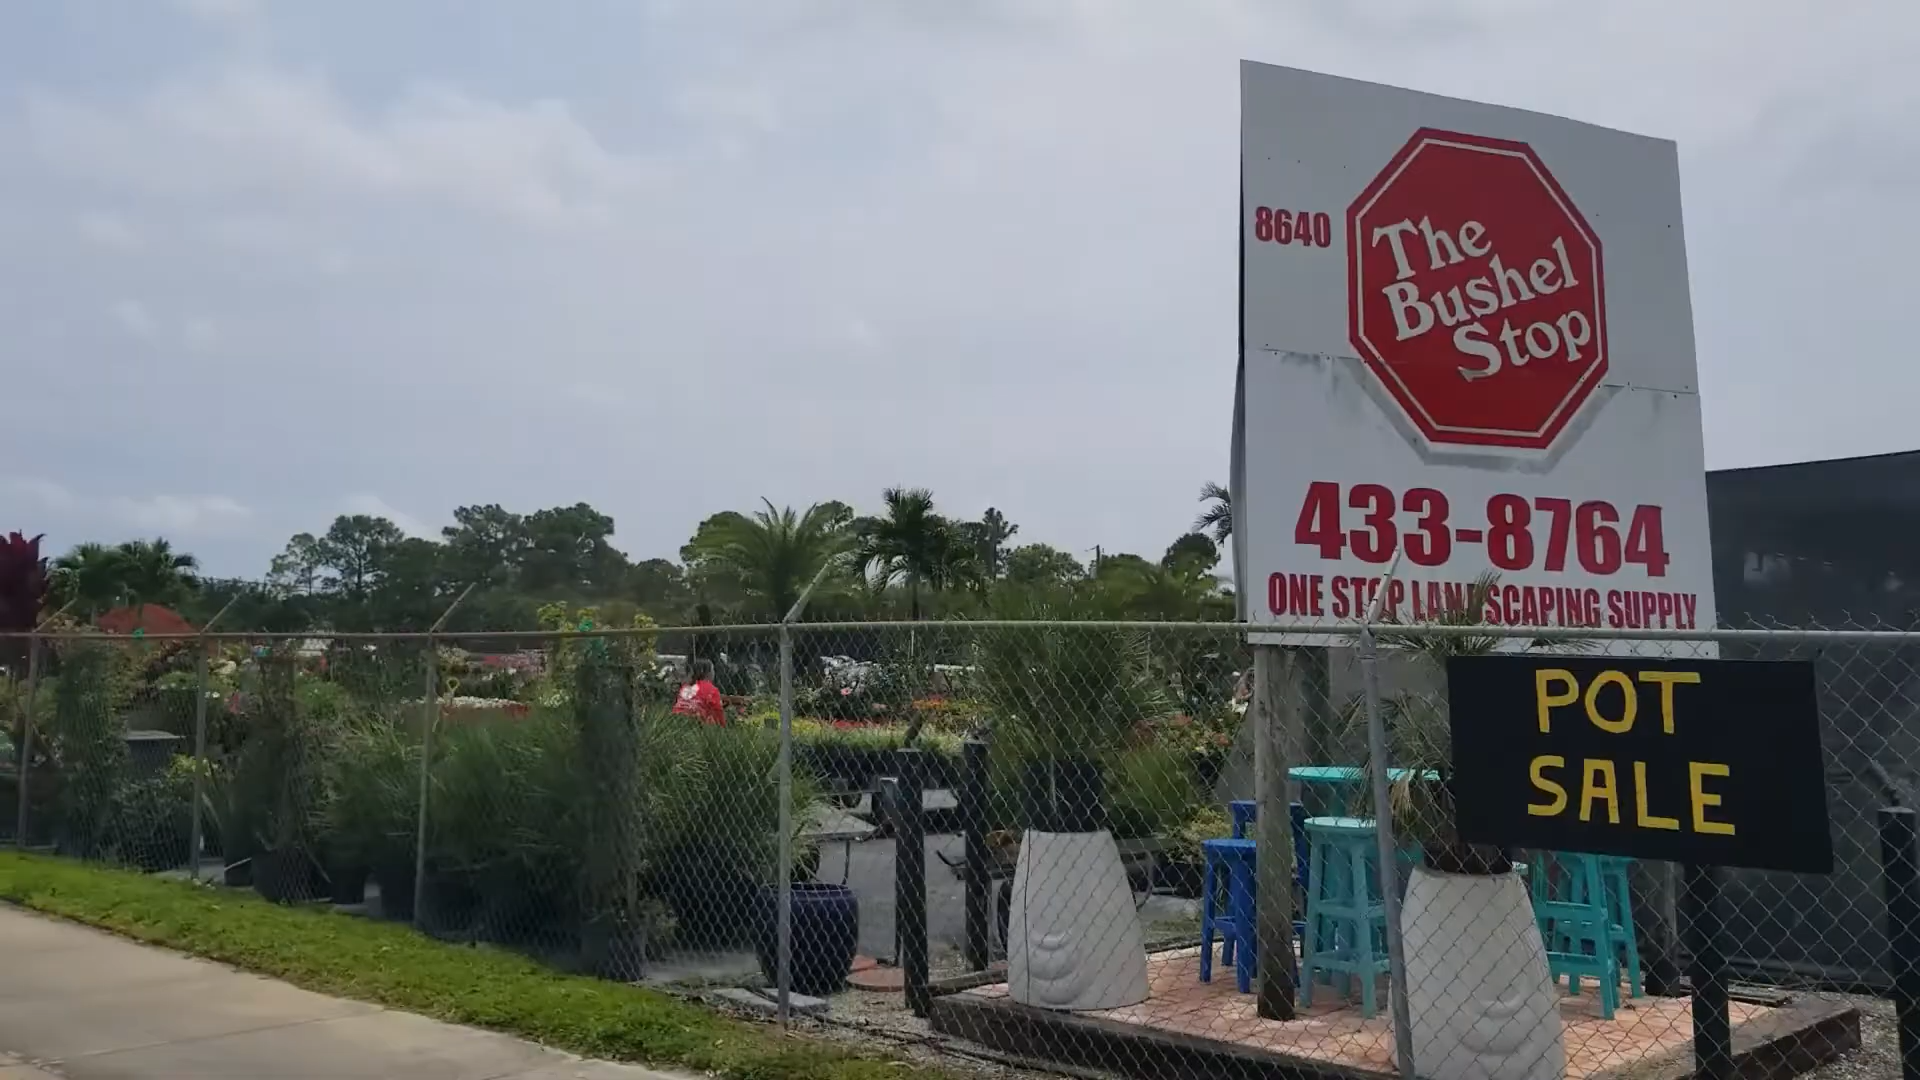 8640
The
Bushel
Stop
433-8764
ONE STOP LANDSCAPING SUPPLY
POT
SALE